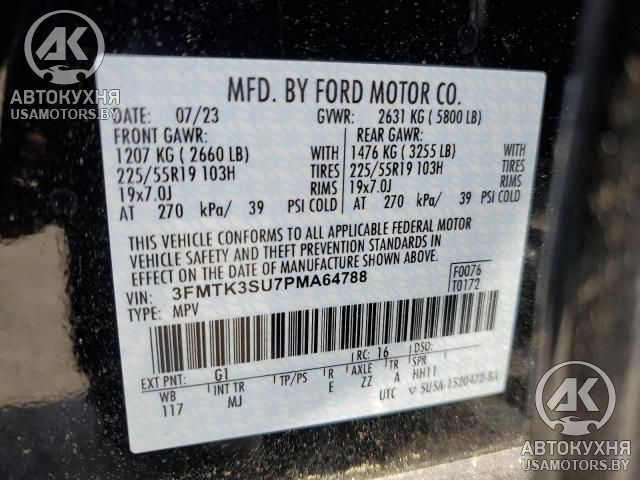 АК
АВТОКУХНЯ
USAMOTORS.BY
MFD. BY FORD MOTOR CO.
DATE: 07/23 GVWR: 2631 KG ( 5800 LB)
FRONT GAWR: REAR GAWR:
1207 KG ( 2660 LB) WITH 1476 KG ( 3255 LB) WITH
225/55R19 103H TIRES 225/55R19 103H TIRES
19x7.0J RIMS 19x7.0J RIMS
AT 270 kPa/ 39 PSI COLD AT 270 kPa/ 39 PSI COLD
THIS VEHICLE CONFORMS TO ALL APPLICABLE FEDERAL MOTOR
VEHICLE SAFETY AND THEFT PREVENTION STANDARDS IN
EFFECT ON THE DATE OF MANUFACTURE SHOWN ABOVE.
VIN: 3FMTK3SU7PMA64788 F0076
TYPE: MPV T0172
RC: 16 DSO:
EXT PNT: G1
WB INT TR TP/PS R AXLE TR SPR
117 MJ E ZZ A HH11
UTC ▽ 5U5A-1520472-BA
АК
АВТОКУХНЯ
USAMOTORS.BY